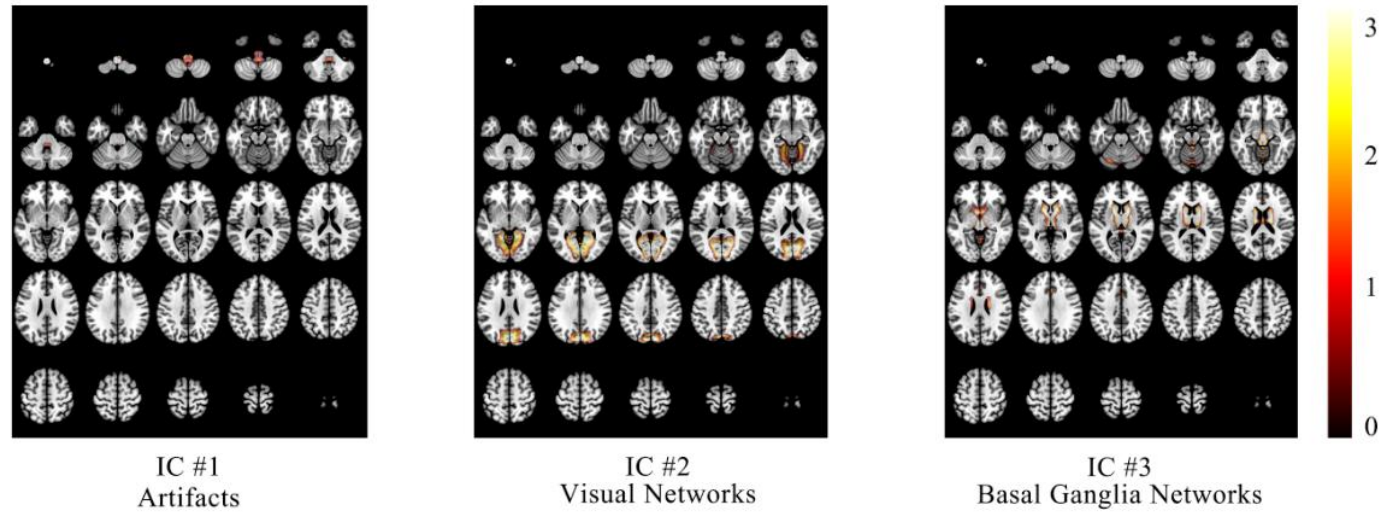 3
2
1
0
IC #1
Artifacts
IC #2
Visual Networks
IC #3
Basal Ganglia Networks